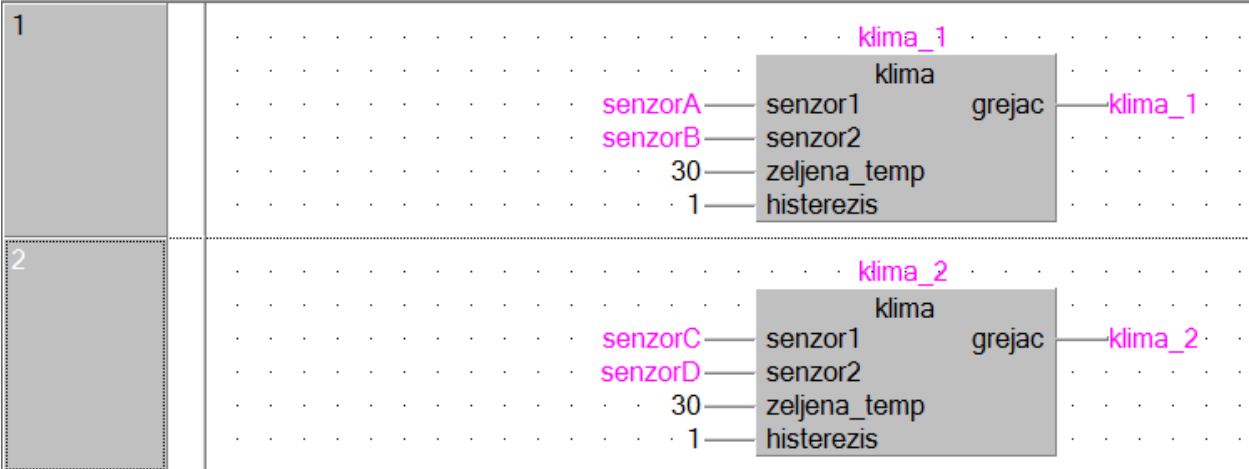 1
klima_1
klima
senzorA senzor1 grejac klima_1
senzorB senzor2
30 zeljena_temp
1 histerezis
2
klima_2
klima
senzorC senzor1 grejac klima_2
senzorD senzor2
30 zeljena_temp
1 histerezis